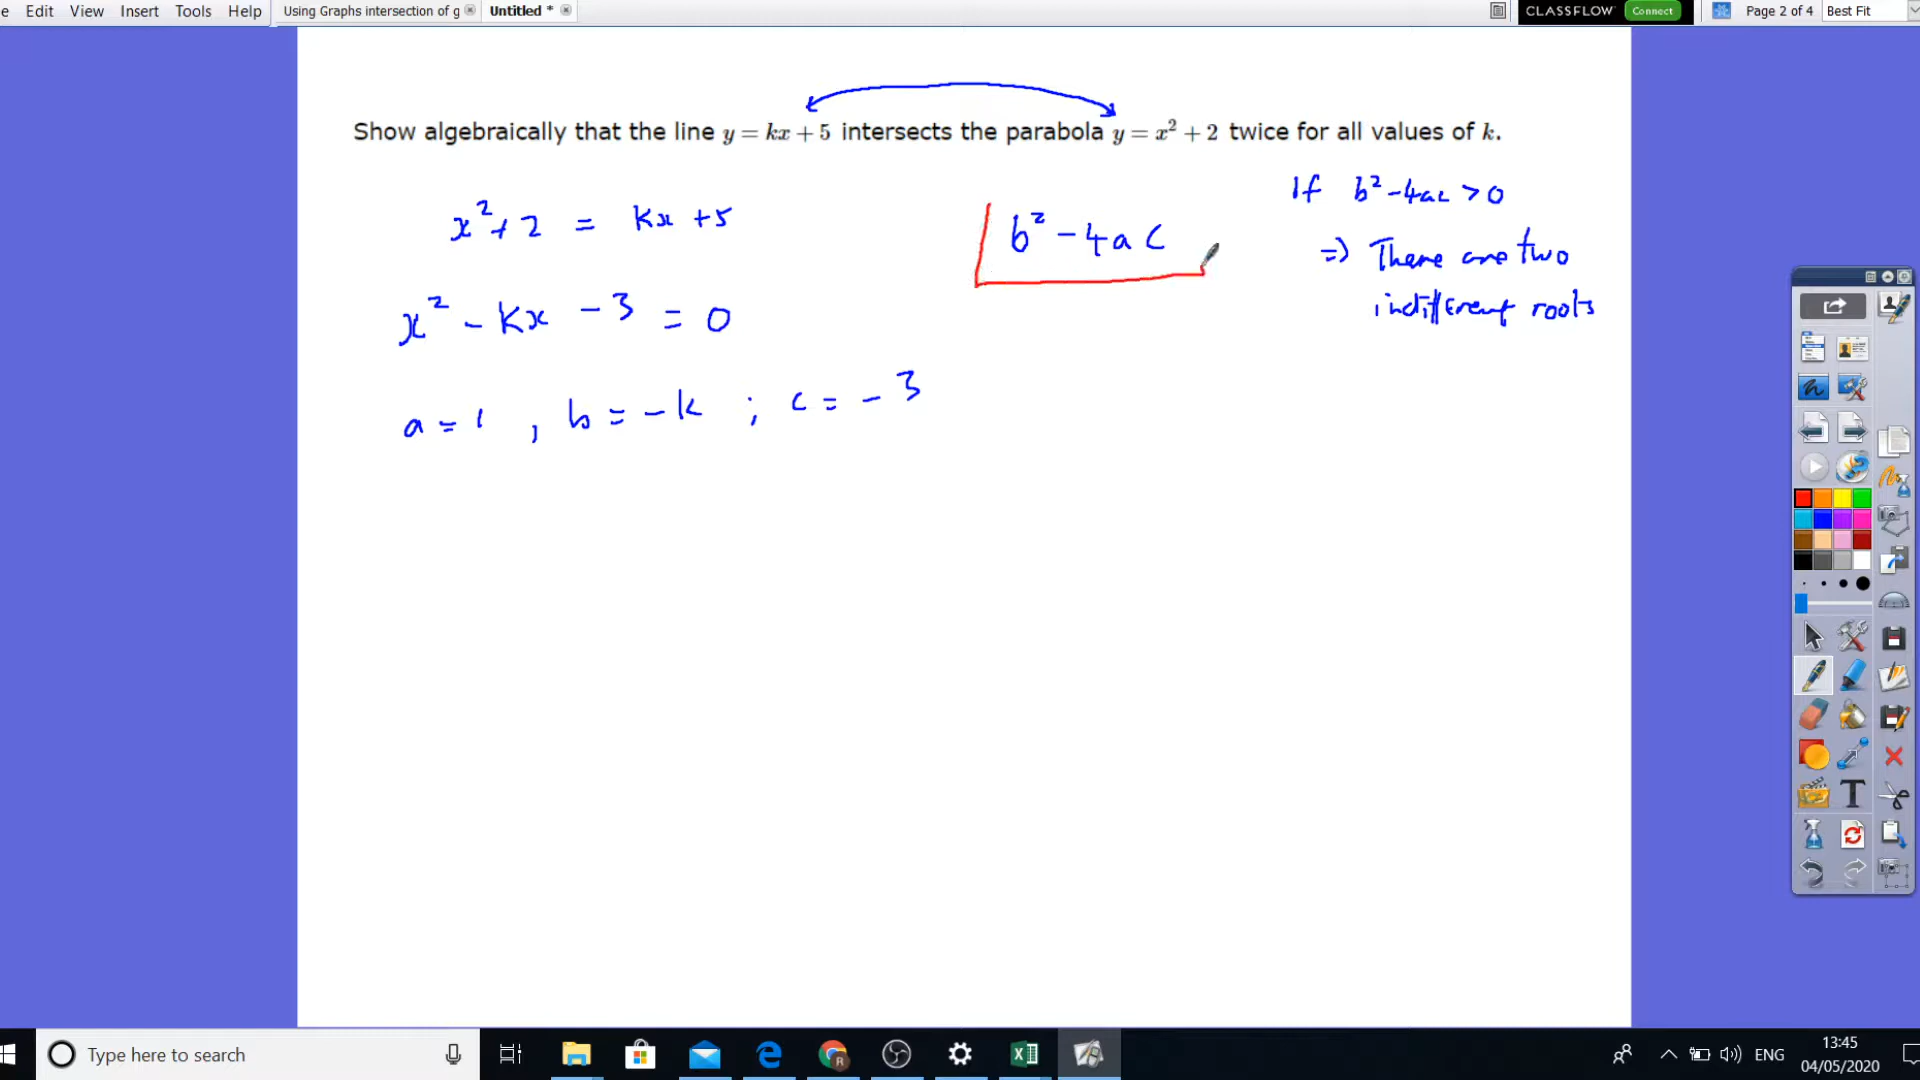 e Edit View Insert Tools Help Using Graphs intersection of g Untitled * CLASSFLOW Connect Page 2 of 4 Best Fit
Show algebraically that the line y = kx + 5 intersects the parabola y = x² + 2 twice for all values of k.
If b² - 4ac > 0
x² + 2 = kx + 5
b² - 4ac
=> There are two
indifferent roots
x² - kx - 3 = 0
a = 1 , b = -k ; c = -3
T
Type here to search
ENG
13:45
04/05/2020